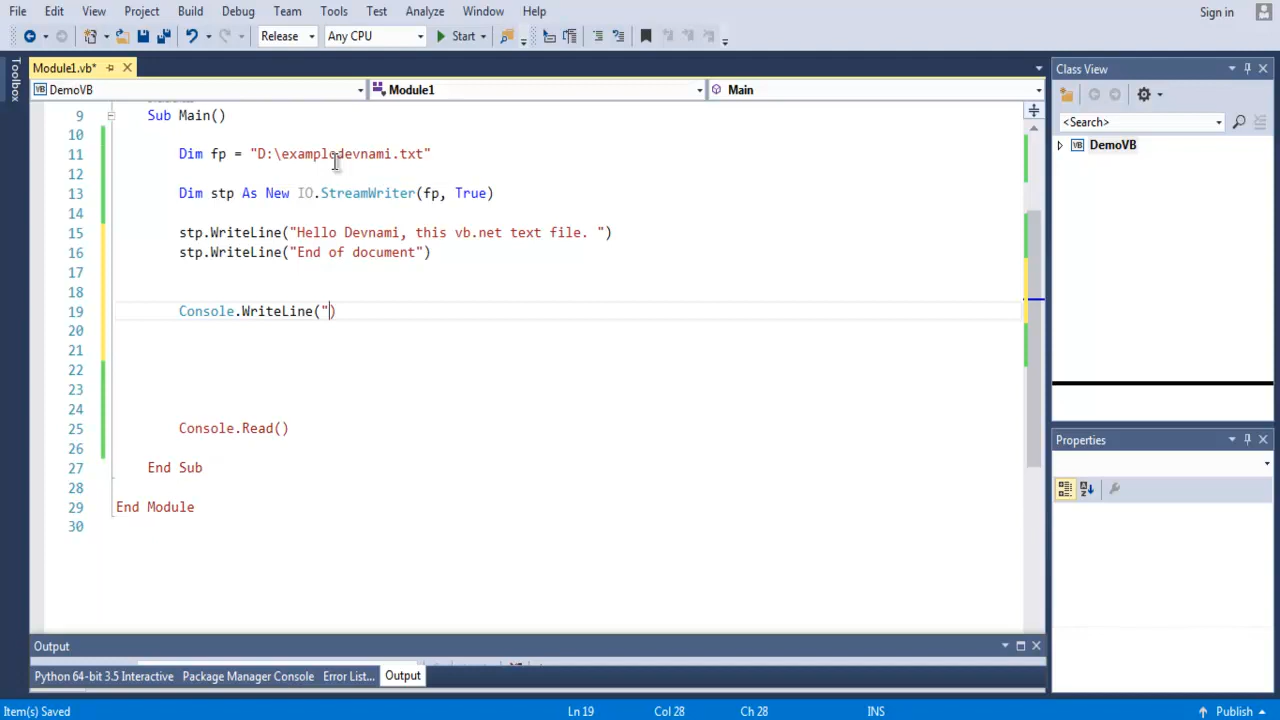 File Edit View Project Build Debug Team Tools Test Analyze Window Help Sign in
Release Any CPU Start
Toolbox
Module1.vb* Class View
DemoVB Module1 Main
<Search>
DemoVB
9 Sub Main()
10
11 Dim fp = "D:\exampledevnami.txt"
12
13 Dim stp As New IO.StreamWriter(fp, True)
14
15 stp.WriteLine("Hello Devnami, this vb.net text file. ")
16 stp.WriteLine("End of document")
17
18
19 Console.WriteLine(")
20
21
22
23
24
25 Console.Read()
26
27 End Sub
28
29 End Module
30
Properties
Output
Python 64-bit 3.5 Interactive Package Manager Console Error List... Output
Item(s) Saved Ln 19 Col 28 Ch 28 INS Publish